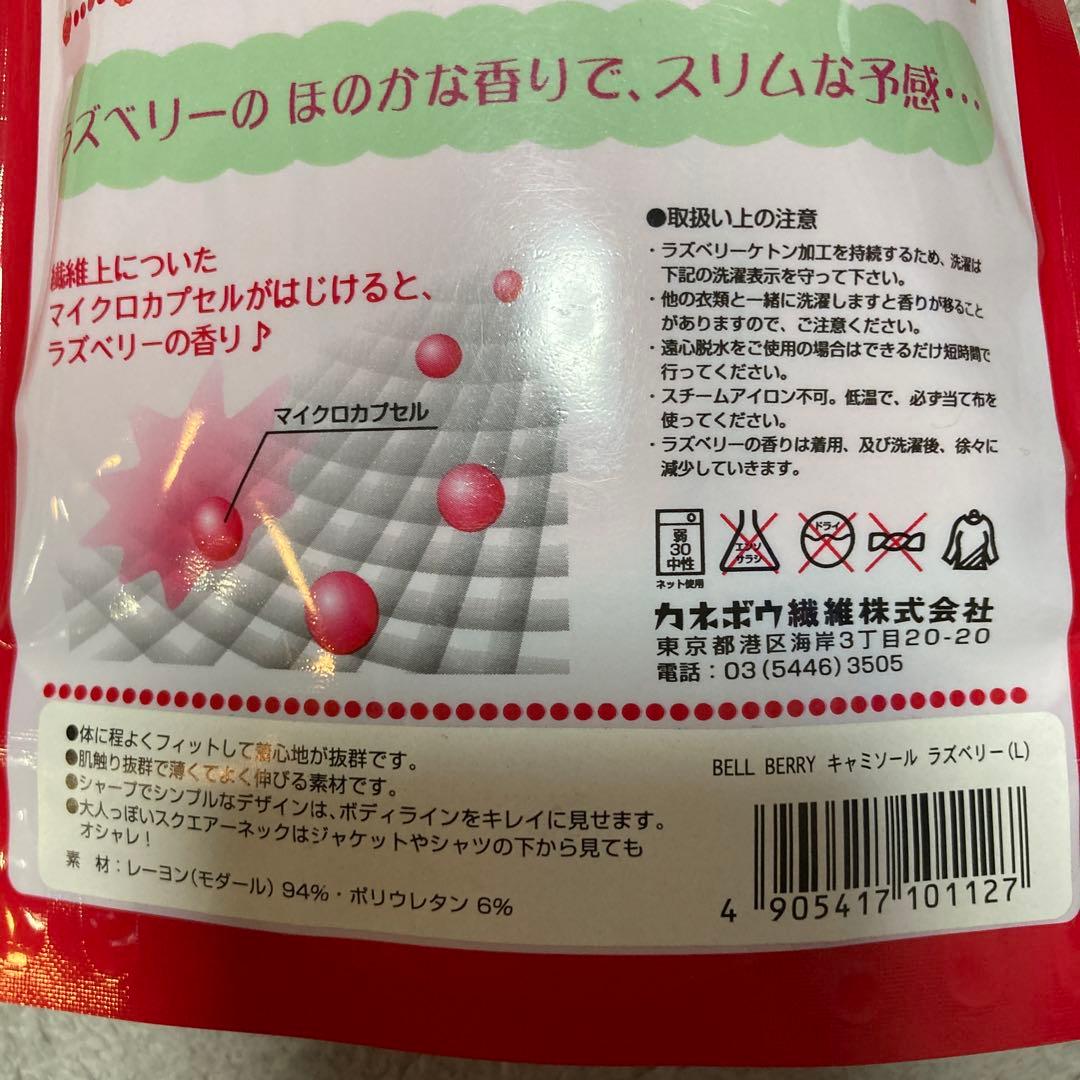 ラズベリーの ほのかな香りで、スリムな予感…
繊維上についた
マイクロカプセルがはじけると、
ラズベリーの香り♪
マイクロカプセル
●取扱い上の注意
・ラズベリーケトン加工を持続するため、洗濯は
下記の洗濯表示を守って下さい。
・他の衣類と一緒に洗濯しますと香りが移ること
がありますので、ご注意ください。
・遠心脱水をご使用の場合はできるだけ短時間で
行ってください。
・スチームアイロン不可。低温で、必ず当て布を
使ってください。
・ラズベリーの香りは着用、及び洗濯後、徐々に
減少していきます。
弱
30
中性
ネット使用
エンソ
サラシ
ドライ
カネボウ繊維株式会社
東京都港区海岸3丁目20-20
電話：03(5446)3505
●体に程よくフィットして着心地が抜群です。
●肌触り抜群で薄くてよく伸びる素材です。
●シャープでシンプルなデザインは、ボディラインをキレイに見せます。
●大人っぽいスクエアーネックはジャケットやシャツの下から見ても
オシャレ！
素 材：レーヨン(モダール) 94%・ポリウレタン 6%
BELL BERRY キャミソール ラズベリー(L)
4 905417 101127